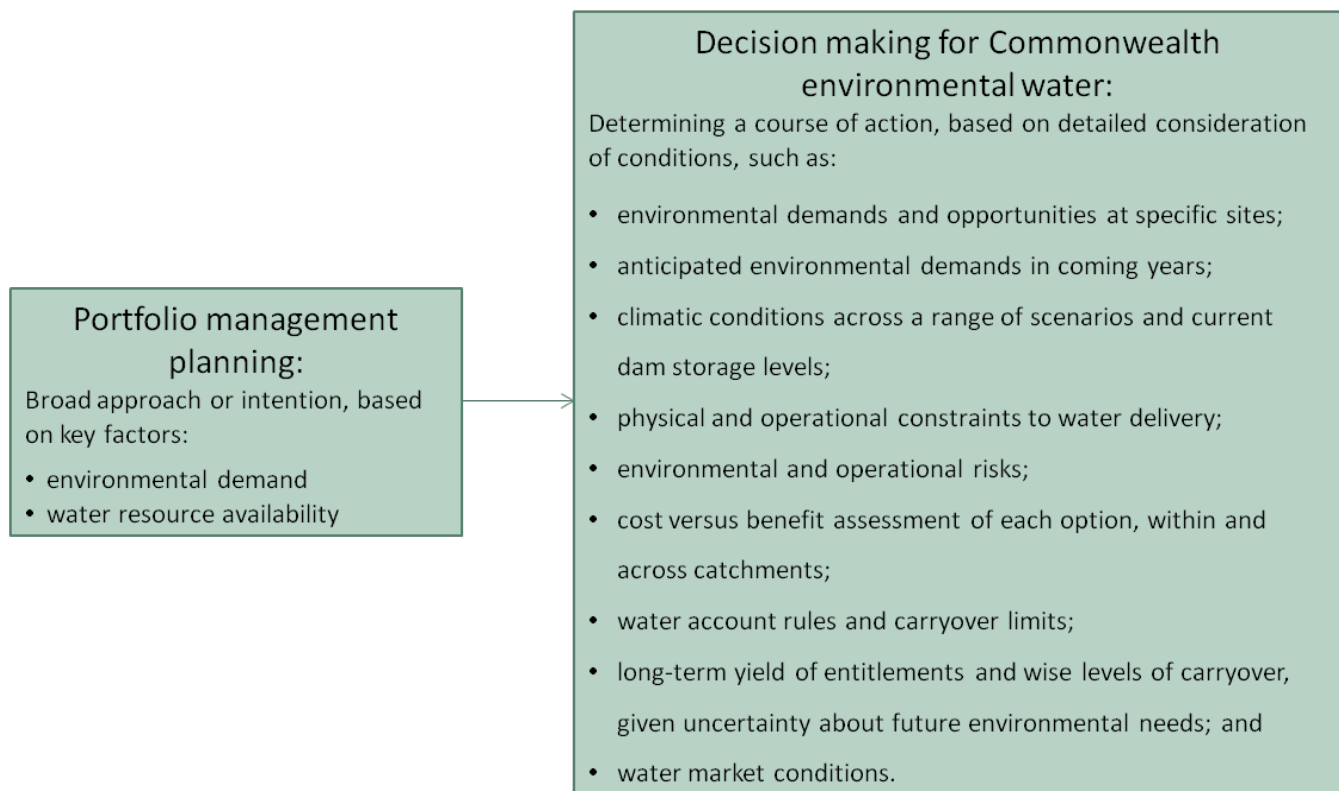 Portfolio management
planning:
Broad approach or intention, based
on key factors:
• environmental demand
• water resource availability
Decision making for Commonwealth
environmental water:
Determining a course of action, based on detailed consideration
of conditions, such as:
• environmental demands and opportunities at specific sites;
• anticipated environmental demands in coming years;
• climatic conditions across a range of scenarios and current
dam storage levels;
• physical and operational constraints to water delivery;
• environmental and operational risks;
• cost versus benefit assessment of each option, within and
across catchments;
• water account rules and carryover limits;
• long-term yield of entitlements and wise levels of carryover,
given uncertainty about future environmental needs; and
• water market conditions.